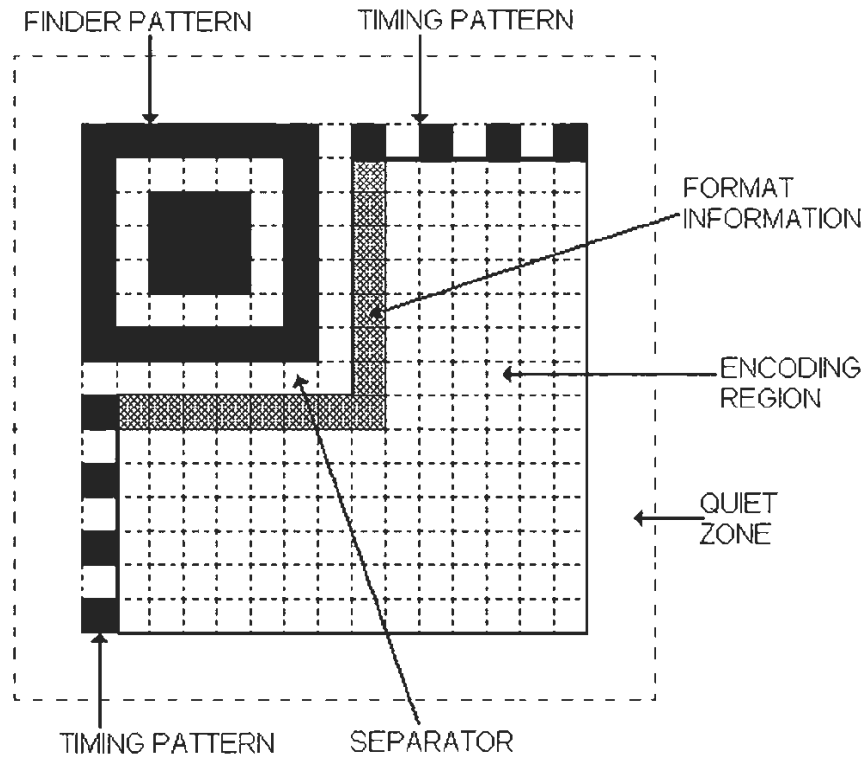 FINDER PATTERN
TIMING PATTERN
FORMAT
INFORMATION
ENCODING
REGION
QUIET
ZONE
TIMING PATTERN
SEPARATOR